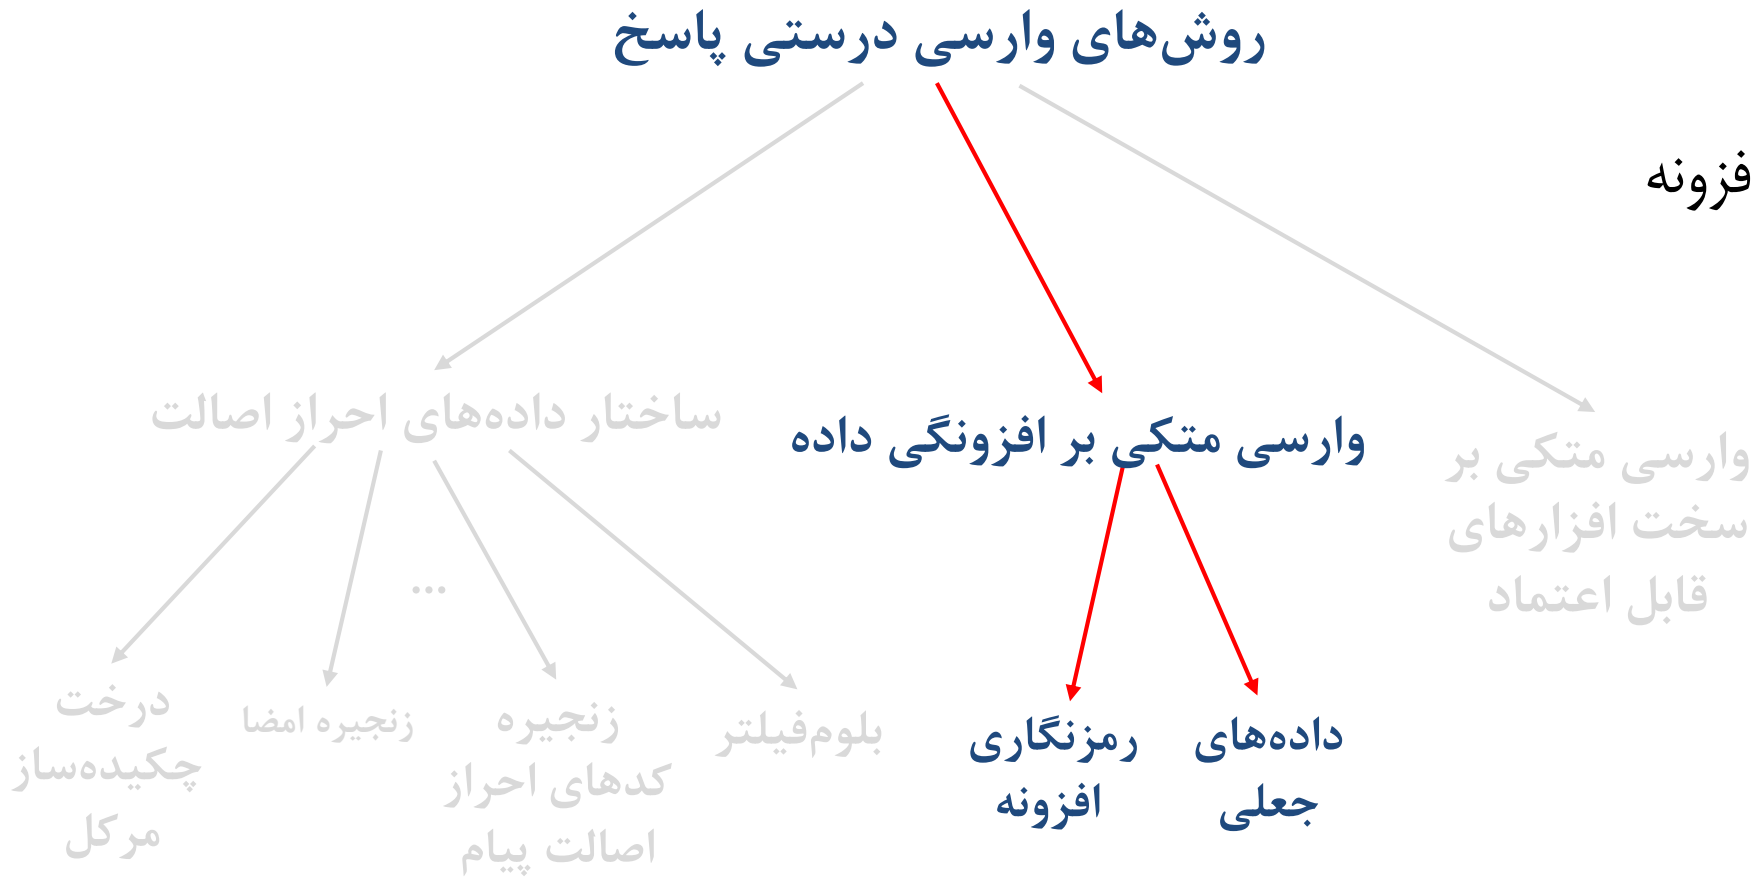 روش‌های وارسی درستی پاسخ
فزونه
وارسی متکی بر
سخت افزارهای
قابل اعتماد
وارسی متکی بر افزونگی داده
داده‌های
جعلی
رمزنگاری
افزونه
ساختار داده‌های احراز اصالت
...
بلوم‌فیلتر
زنجیره
کدهای احراز
اصالت پیام
زنجیره امضا
درخت
چکیده‌ساز
مرکل